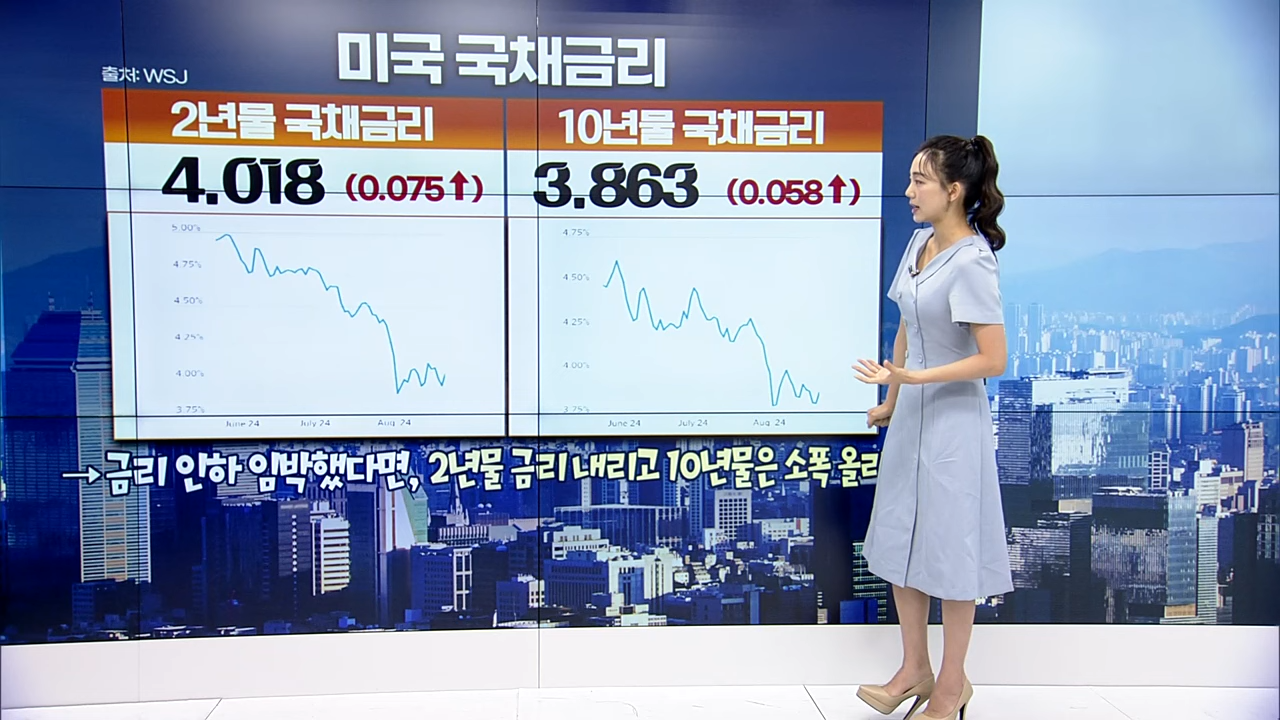 미국 국채금리
출처: WSJ
2년물 국채금리
4.018 (0.075↑)
5.00%
4.75%
4.50%
4.25%
4.00%
3.75%
June 24 July 24 Aug 24
10년물 국채금리
3.863 (0.058↑)
4.75%
4.50%
4.25%
4.00%
3.75%
June 24 July 24 Aug 24
→금리 인하 임박했다면, 2년물 금리 내리고 10년물은 소폭